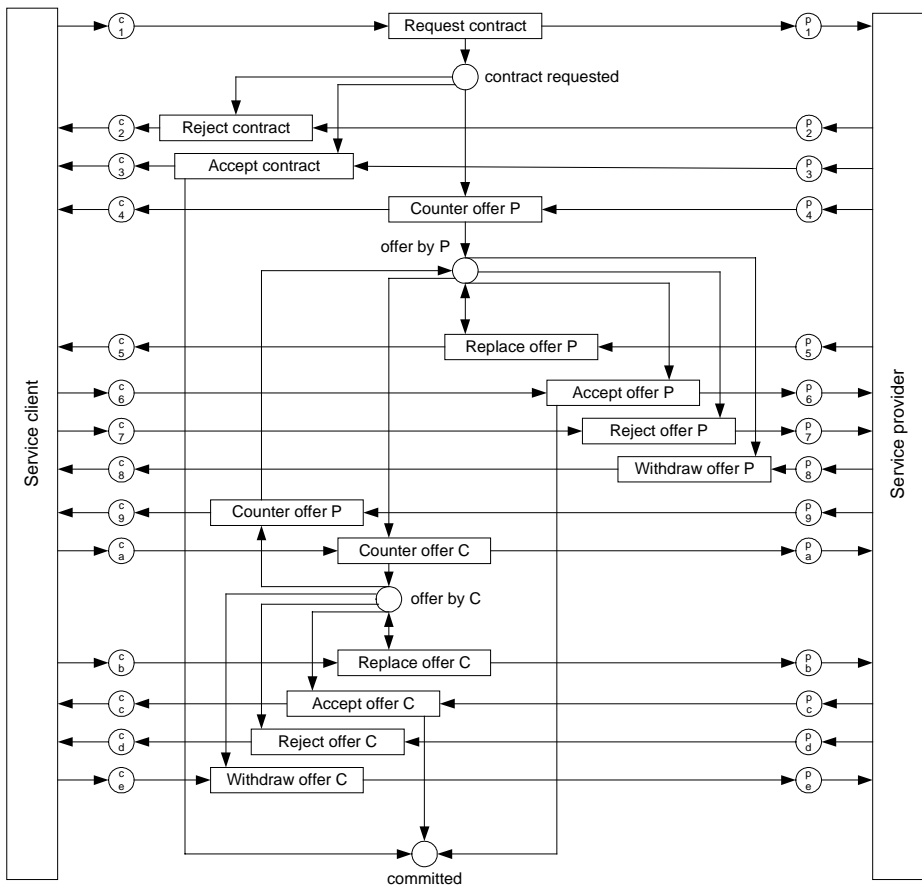 Service client
Service provider
c
1
Request contract
p
1
contract requested
c
2
Reject contract
p
2
c
3
Accept contract
p
3
c
4
Counter offer P
p
4
offer by P
c
5
Replace offer P
p
5
c
6
Accept offer P
p
6
c
7
Reject offer P
p
7
c
8
Withdraw offer P
p
8
c
9
Counter offer P
p
9
c
a
Counter offer C
p
a
offer by C
c
b
Replace offer C
p
b
c
c
Accept offer C
p
c
c
d
Reject offer C
p
d
c
e
Withdraw offer C
p
e
committed